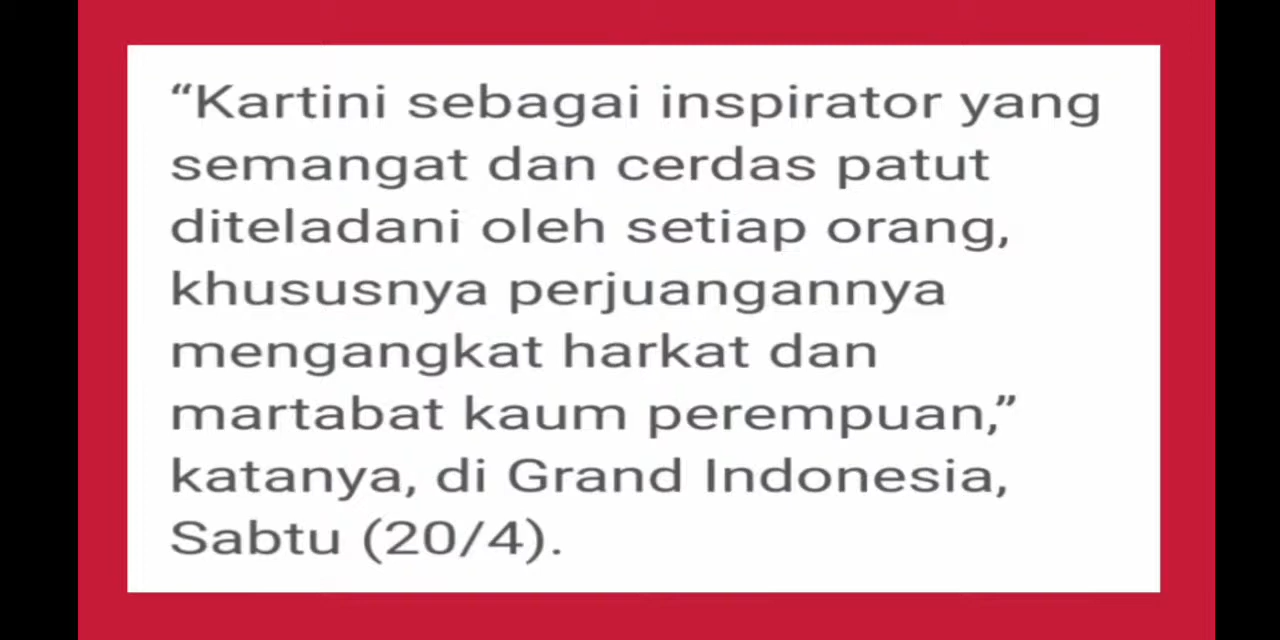 “Kartini sebagai inspirator yang
semangat dan cerdas patut
diteladani oleh setiap orang,
khususnya perjuangannya
mengangkat harkat dan
martabat kaum perempuan,”
katanya, di Grand Indonesia,
Sabtu (20/4).